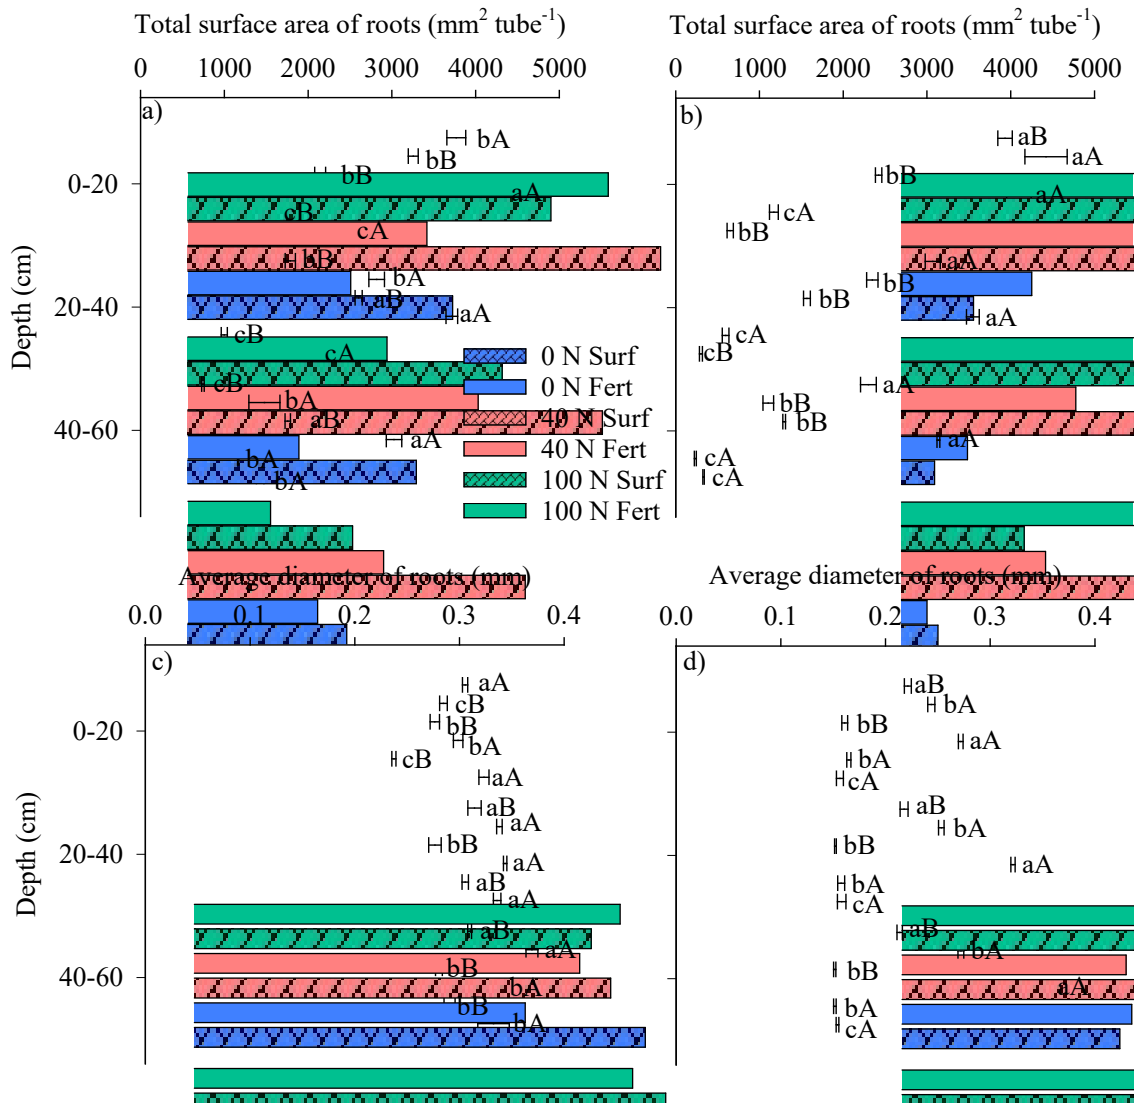 Total surface area of roots (mm² tube⁻¹)
0 1000 2000 3000 4000 5000
a)
bA
bB
bB
0-20
aA
cB
cA
bB
bA
aB
20-40
aA
cB
cA
cB
bA
aB
40-60
aA
bA
bA
Depth (cm)
0 N Surf
0 N Fert
40 N Surf
40 N Fert
100 N Surf
100 N Fert
Total surface area of roots (mm² tube⁻¹)
0 1000 2000 3000 4000 5000
b)
aB
aA
bB
aA
cA
bB
aA
bB
bB
aA
cA
cB
aA
bB
bB
aA
cA
cA
Average diameter of roots (mm)
0.0 0.1 0.2 0.3 0.4
c)
aA
cB
bB
0-20
bA
cB
aA
aB
aA
bB
20-40
aA
aB
aA
aB
aA
bB
40-60
bA
bB
bA
Depth (cm)
Average diameter of roots (mm)
0.0 0.1 0.2 0.3 0.4
d)
aB
bA
bB
aA
bA
cA
aB
bA
bB
aA
bA
cA
aB
bA
bB
aA
bA
cA